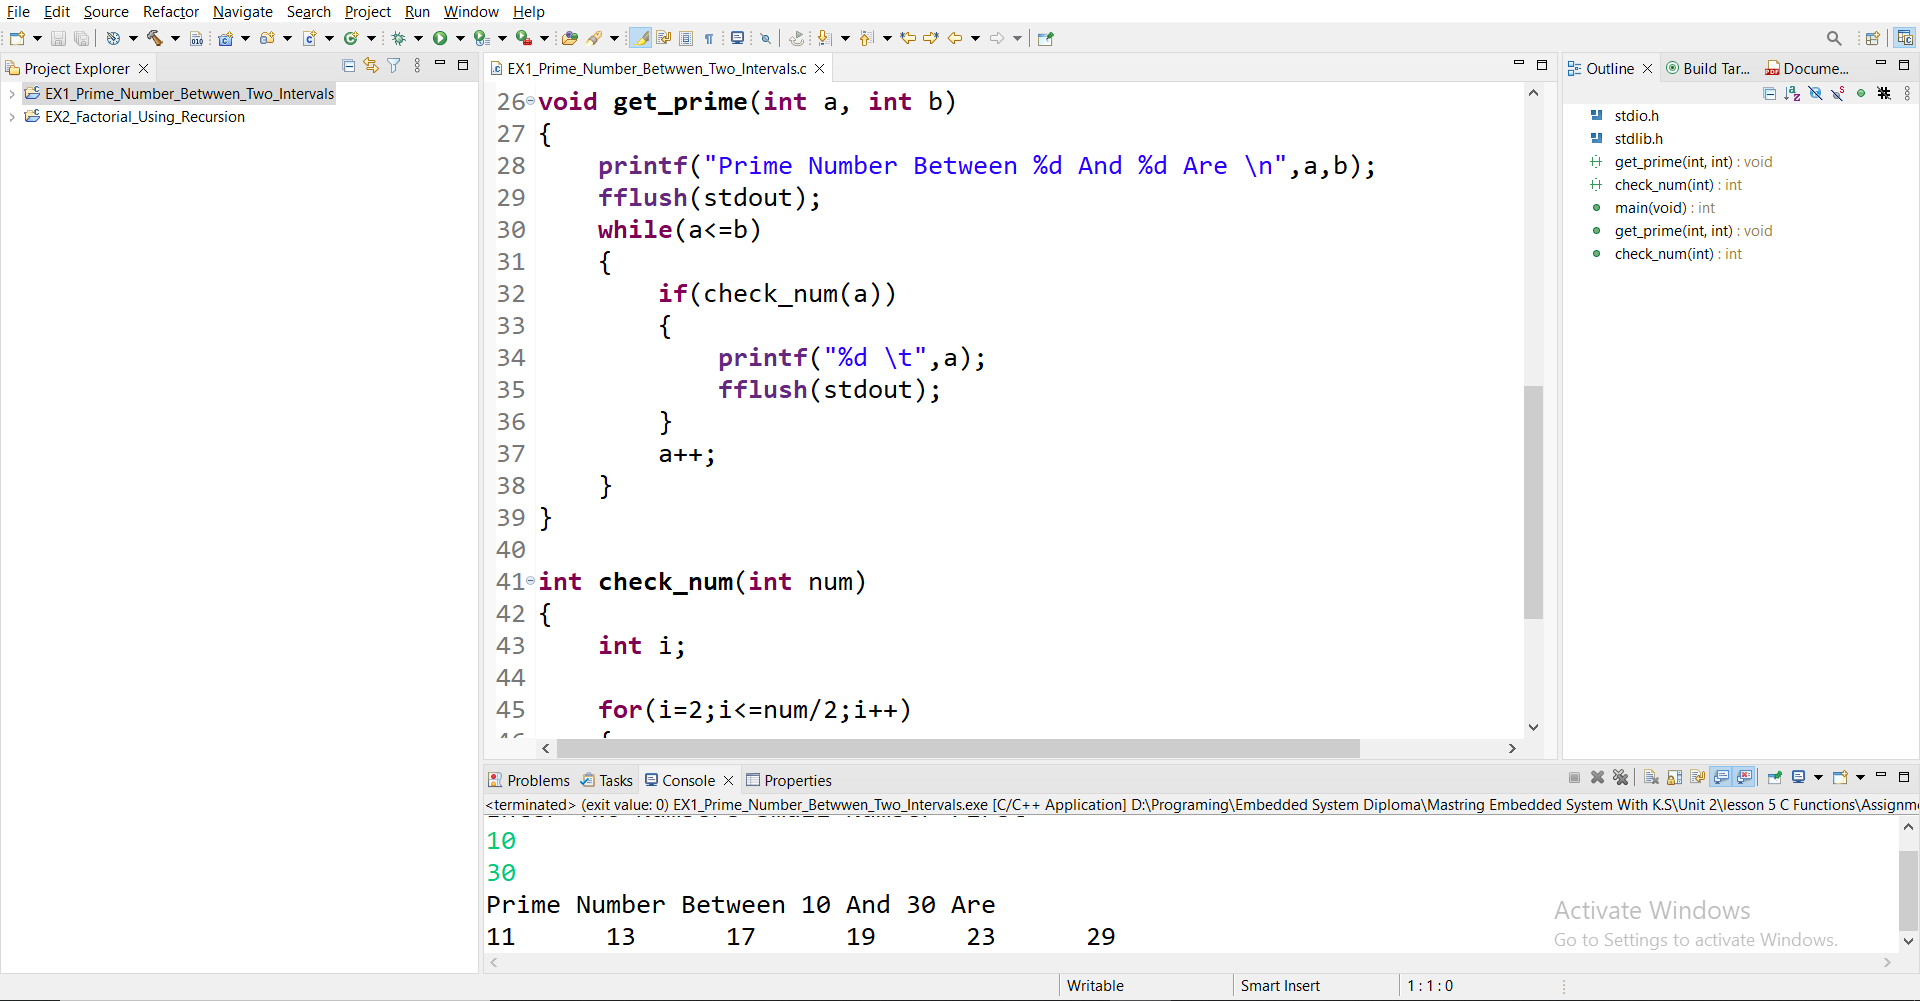 File Edit Source Refactor Navigate Search Project Run Window Help
Project Explorer
EX1_Prime_Number_Betwwen_Two_Intervals
EX2_Factorial_Using_Recursion
EX1_Prime_Number_Betwwen_Two_Intervals.c
26 void get_prime(int a, int b)
27 {
28 printf("Prime Number Between %d And %d Are \n",a,b);
29 fflush(stdout);
30 while(a<=b)
31 {
32 if(check_num(a))
33 {
34 printf("%d \t",a);
35 fflush(stdout);
36 }
37 a++;
38 }
39 }
40
41 int check_num(int num)
42 {
43 int i;
44
45 for(i=2;i<=num/2;i++)
Outline Build Tar... Docume...
stdio.h
stdlib.h
get_prime(int, int) : void
check_num(int) : int
main(void) : int
get_prime(int, int) : void
check_num(int) : int
Problems Tasks Console Properties
<terminated> (exit value: 0) EX1_Prime_Number_Betwwen_Two_Intervals.exe [C/C++ Application] D:\Programing\Embedded System Diploma\Mastring Embedded System With K.S\Unit 2\lesson 5 C Functions\Assignm
10
30
Prime Number Between 10 And 30 Are
11 13 17 19 23 29
Activate Windows
Go to Settings to activate Windows.
Writable Smart Insert 1 : 1 : 0